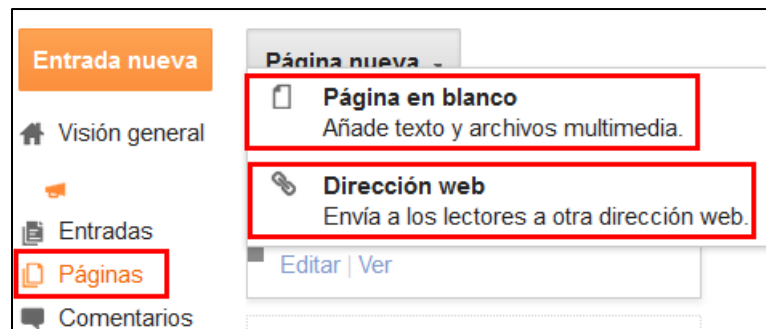 Entrada nueva
Página nueva
Página en blanco
Añade texto y archivos multimedia.
Visión general
Dirección web
Envía a los lectores a otra dirección web.
Entradas
Editar | Ver
Páginas
Comentarios